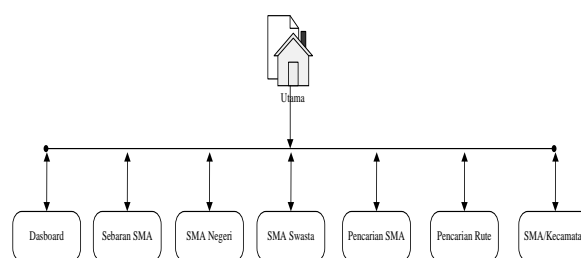 Utama
Dasboard
Sebaran SMA
SMA Negeri
SMA Swasta
Pencarian SMA
Pencarian Rute
SMA/Kecamata